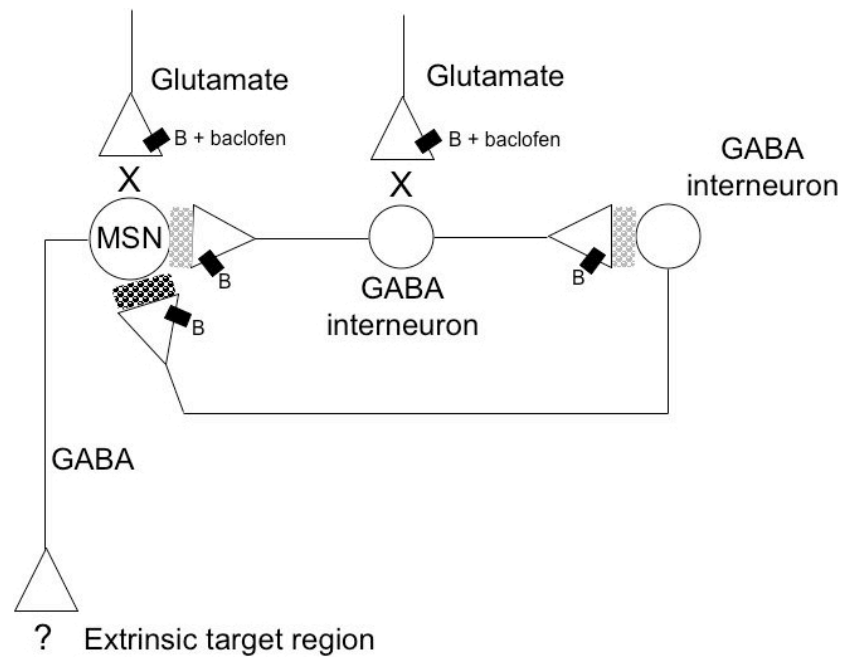 Glutamate
B + baclofen
X
Glutamate
B + baclofen
X
GABA
interneuron
MSN
B
GABA
interneuron
B
B
GABA
? Extrinsic target region